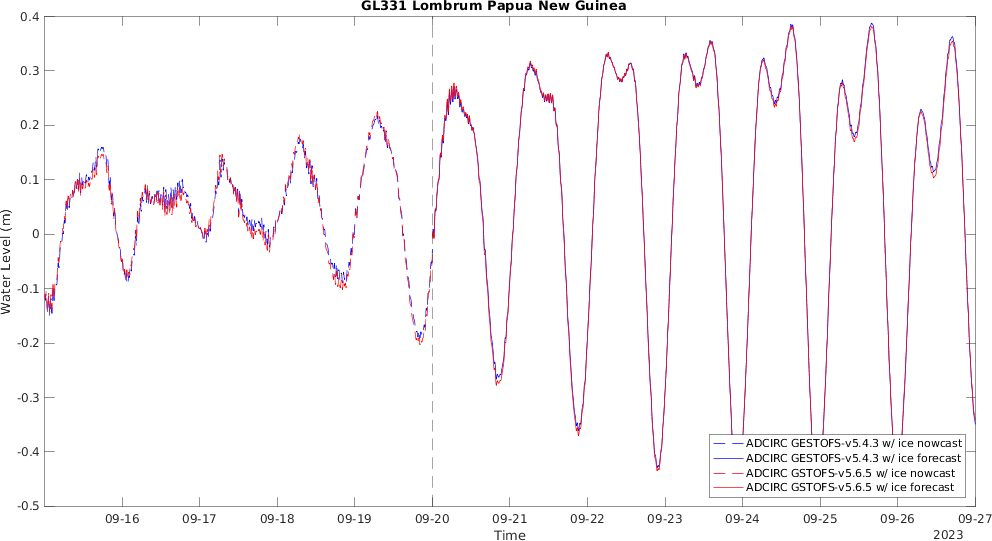 GL331 Lombrum Papua New Guinea
0.4
0.3
0.2
0.1
0
-0.1
-0.2
-0.3
-0.4
-0.5
Water Level (m)
ADCIRC GESTOFS-v5.4.3 w/ ice nowcast
ADCIRC GESTOFS-v5.4.3 w/ ice forecast
ADCIRC GSTOFS-v5.6.5 w/ ice nowcast
ADCIRC GSTOFS-v5.6.5 w/ ice forecast
09-16 09-17 09-18 09-19 09-20 09-21 09-22 09-23 09-24 09-25 09-26 09-27
Time
2023